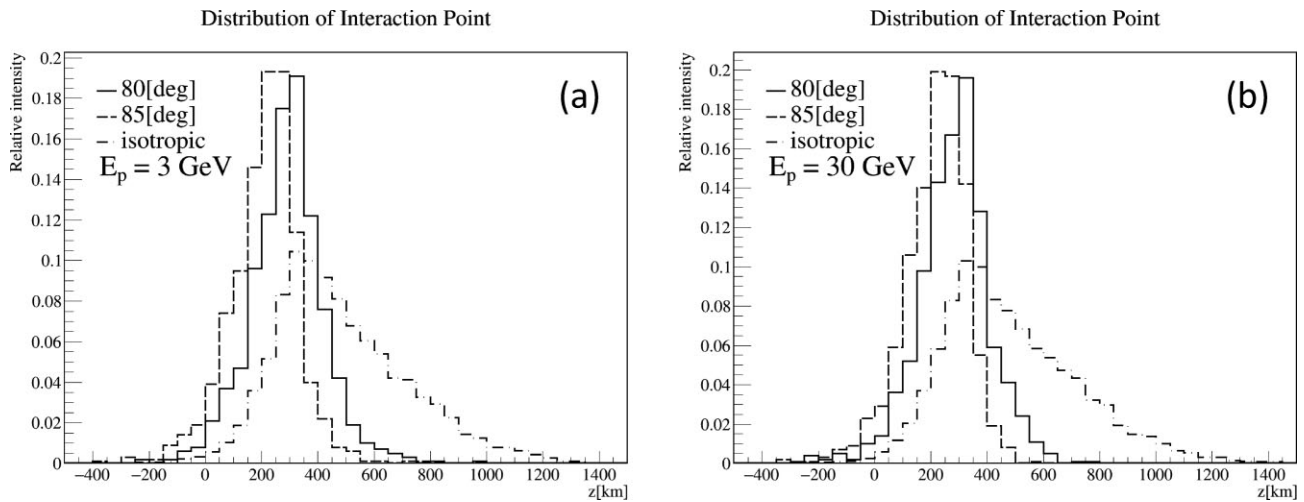 Distribution of Interaction Point
Relative intensity
0.2
0.18
0.16
0.14
0.12
0.1
0.08
0.06
0.04
0.02
0
80[deg]
85[deg]
isotropic
E_p = 3 GeV
(a)
−400 −200 0 200 400 600 800 1000 1200 1400
z[km]
Distribution of Interaction Point
Relative intensity
0.2
0.18
0.16
0.14
0.12
0.1
0.08
0.06
0.04
0.02
0
80[deg]
85[deg]
isotropic
E_p = 30 GeV
(b)
−400 −200 0 200 400 600 800 1000 1200 1400
z[km]